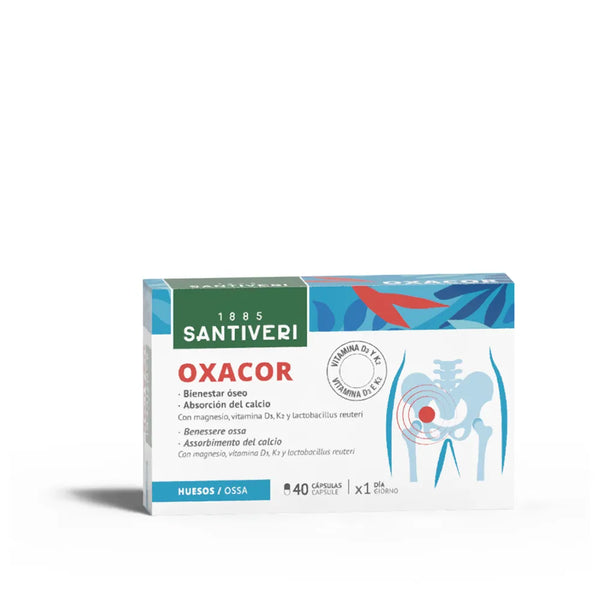 SANTIVERI
OXACOR
1885
SANTIVERI
OXACOR
· Bienestar óseo
· Absorción del calcio
Con magnesio, vitamina D₃, K₂ y lactobacillus reuteri
· Benessere ossa
· Assorbimento del calcio
Con magnesio, vitamina D₃, K₂ y lactobacillus reuteri
VITAMINA D₃ Y K₂
VITAMINA D₃ E K₂
HUESOS / OSSA
40 CÁPSULAS
CAPSULE
x1 DÍA
GIORNO